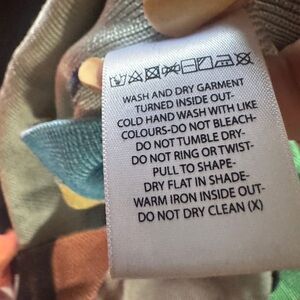 WASH AND DRY GARMENT
TURNED INSIDE OUT-
COLD HAND WASH WITH LIKE
COLOURS-DO NOT BLEACH-
DO NOT TUMBLE DRY-
DO NOT RING OR TWIST-
PULL TO SHAPE-
DRY FLAT IN SHADE-
WARM IRON INSIDE OUT-
DO NOT DRY CLEAN (X)